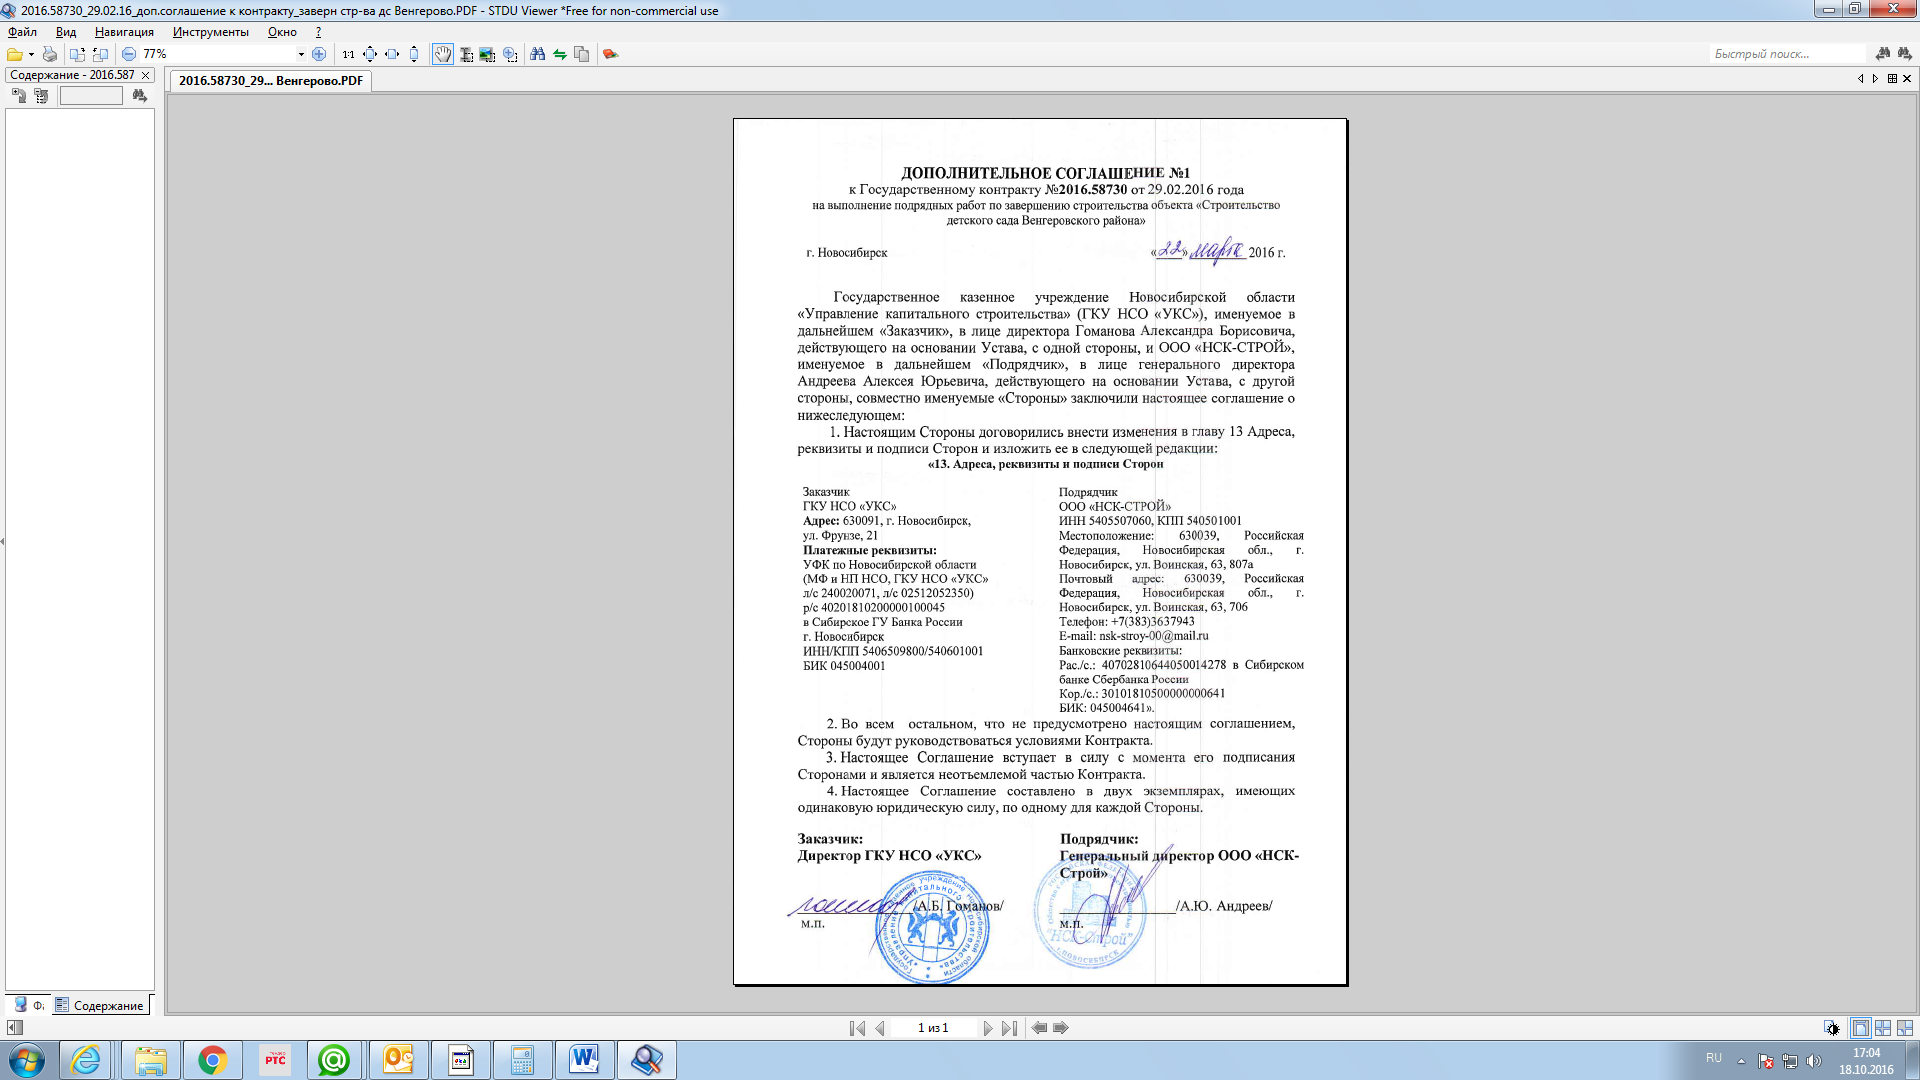 2016.58730_29.02.16_доп.соглашение к контракту_заверн стр-ва дс Венгерово.PDF - STDU Viewer *Free for non-commercial use
Файл Вид Навигация Инструменты Окно ?
77% 1:1 Быстрый поиск...
Содержание - 2016.587
2016.58730_29... Венгерово.PDF
ДОПОЛНИТЕЛЬНОЕ СОГЛАШЕНИЕ №1
к Государственному контракту №2016.58730 от 29.02.2016 года
на выполнение подрядных работ по завершению строительства объекта «Строительство
детского сада Венгеровского района»
г. Новосибирск «22» марта 2016 г.
Государственное казенное учреждение Новосибирской области
«Управление капитального строительства» (ГКУ НСО «УКС»), именуемое в
дальнейшем «Заказчик», в лице директора Гоманова Александра Борисовича,
действующего на основании Устава, с одной стороны, и ООО «НСК-СТРОЙ»,
именуемое в дальнейшем «Подрядчик», в лице генерального директора
Андреева Алексея Юрьевича, действующего на основании Устава, с другой
стороны, совместно именуемые «Стороны» заключили настоящее соглашение о
нижеследующем:
1. Настоящим Стороны договорились внести изменения в главу 13 Адреса,
реквизиты и подписи Сторон и изложить ее в следующей редакции:
«13. Адреса, реквизиты и подписи Сторон
Заказчик
ГКУ НСО «УКС»
Адрес: 630091, г. Новосибирск,
ул. Фрунзе, 21
Платежные реквизиты:
УФК по Новосибирской области
(МФ и НП НСО, ГКУ НСО «УКС»
л/с 240020071, л/с 02512052350)
р/с 40201810200000100045
в Сибирское ГУ Банка России
г. Новосибирск
ИНН/КПП 5406509800/540601001
БИК 045004001
Подрядчик
ООО «НСК-СТРОЙ»
ИНН 5405507060, КПП 540501001
Местоположение: 630039, Российская
Федерация, Новосибирская обл., г.
Новосибирск, ул. Воинская, 63, 807а
Почтовый адрес: 630039, Российская
Федерация, Новосибирская обл., г.
Новосибирск, ул. Воинская, 63, 706
Телефон: +7(383)3637943
E-mail: nsk-stroy-00@mail.ru
Банковские реквизиты:
Рас./с.: 40702810644050014278 в Сибирском
банке Сбербанка России
Кор./с.: 30101810500000000641
БИК: 045004641».
2. Во всем остальном, что не предусмотрено настоящим соглашением,
Стороны будут руководствоваться условиями Контракта.
3. Настоящее Соглашение вступает в силу с момента его подписания
Сторонами и является неотъемлемой частью Контракта.
4. Настоящее Соглашение составлено в двух экземплярах, имеющих
одинаковую юридическую силу, по одному для каждой Стороны.
Заказчик:
Директор ГКУ НСО «УКС»
/А.Б. Гоманов/
м.п.
Подрядчик:
Генеральный директор ООО «НСК-
Строй»
/А.Ю. Андреев/
м.п.
"НСК-Строй"
г.НОВОСИБИРСК
Ф: Содержание
1 из 1
РТС
RU
17:04
18.10.2016